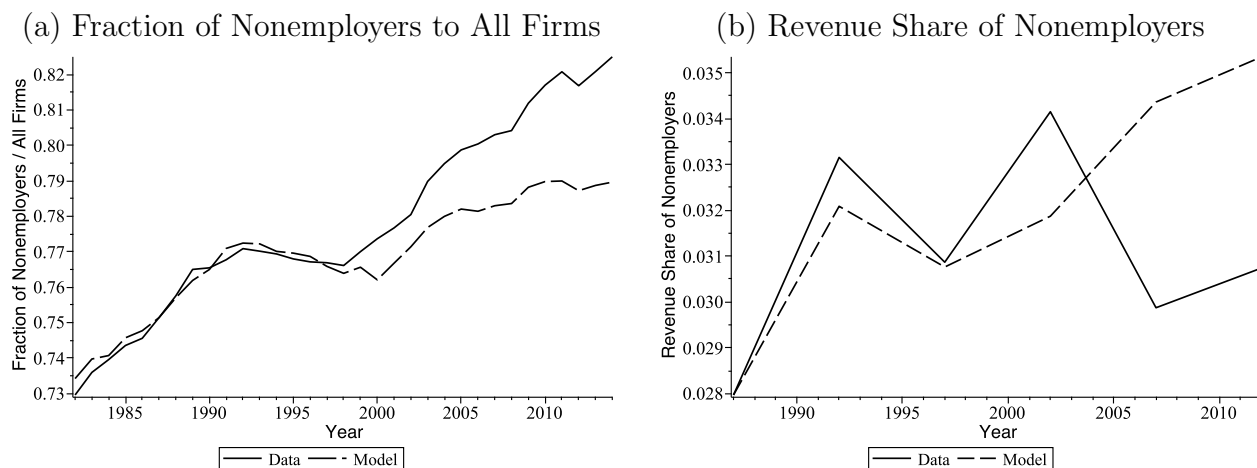 (a) Fraction of Nonemployers to All Firms
Fraction of Nonemployers / All Firms
0.82
0.81
0.80
0.79
0.78
0.77
0.76
0.75
0.74
0.73
1985 1990 1995 2000 2005 2010
Year
Data Model
(b) Revenue Share of Nonemployers
Revenue Share of Nonemployers
0.035
0.034
0.033
0.032
0.031
0.030
0.029
0.028
1990 1995 2000 2005 2010
Year
Data Model